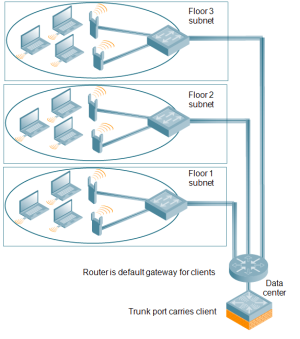 Floor 3
subnet
Floor 2
subnet
Floor 1
subnet
Router is default gateway for clients
Data
center
Trunk port carries client